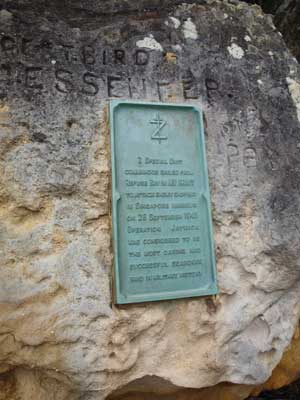 BIRD
Z
Z SPECIAL UNIT
COMMANDOS SAILED FROM
REFUGE BAY IN MV KRAIT
TO ATTACK ENEMY SHIPPING
IN SINGAPORE HARBOUR
ON 26 SEPTEMBER 1943
OPERATION JAYWICK
WAS CONSIDERED TO BE
THE MOST DARING AND
SUCCESSFUL SEABORNE
RAID IN MILITARY HISTORY